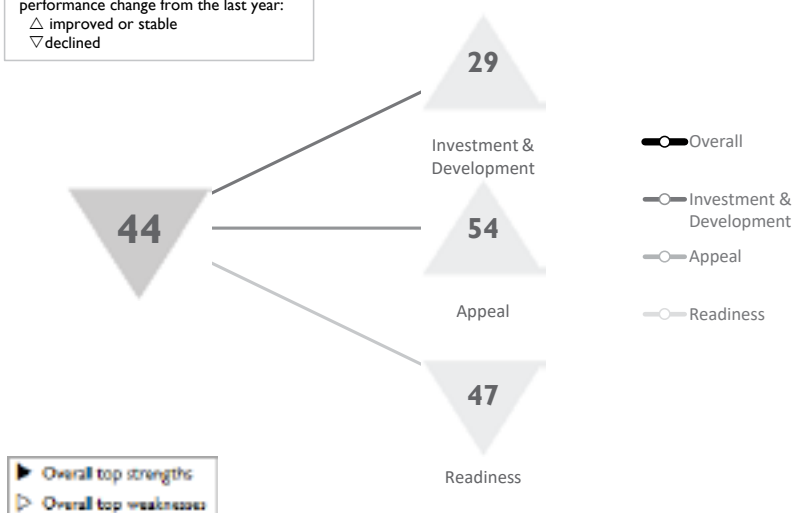 performance change from the last year:
△ improved or stable
▽ declined
29
Investment &
Development
44
54
Appeal
47
Readiness
Overall
Investment &
Development
Appeal
Readiness
▶ Overall top strengths
▷ Overall top weaknesses